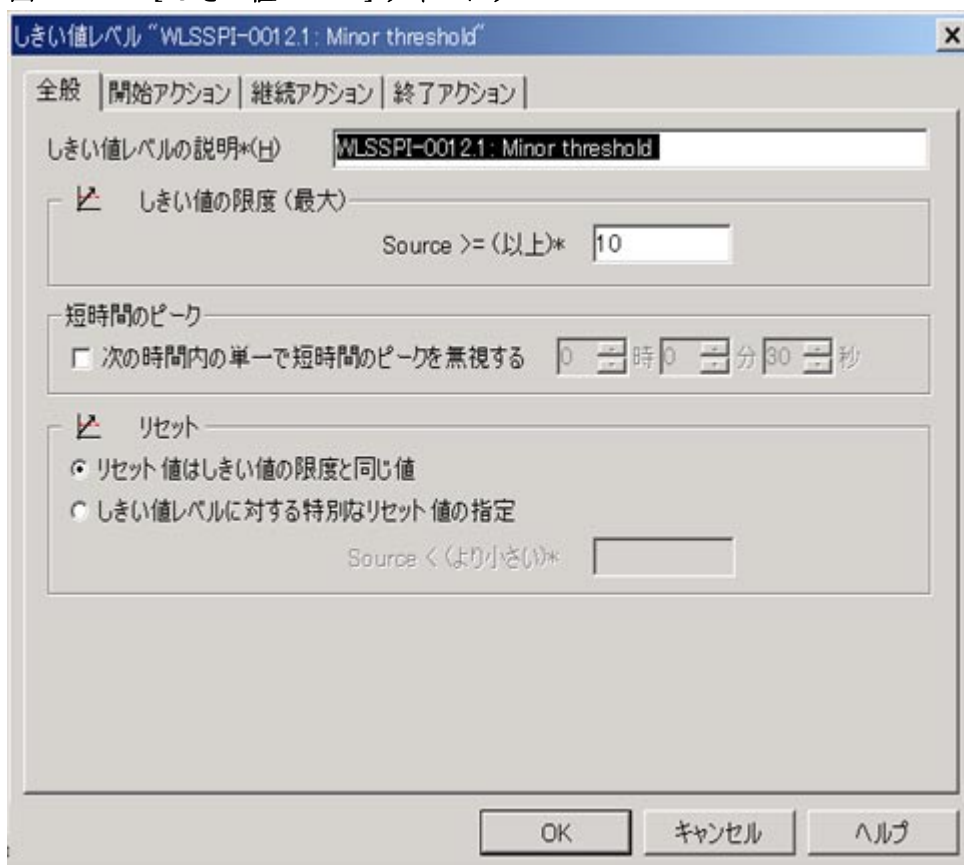 しきい値レベル "WLSSPI-0012.1: Minor threshold"
全般 開始アクション 継続アクション 終了アクション
しきい値レベルの説明*(H) WLSSPI-0012.1: Minor threshold
しきい値の限度 (最大)
Source >= (以上)* 10
短時間のピーク
次の時間内の単一で短時間のピークを無視する 0 時 0 分 30 秒
リセット
リセット値はしきい値の限度と同じ値
しきい値レベルに対する特別なリセット値の指定
Source < (より小さい)*
OK キャンセル ヘルプ